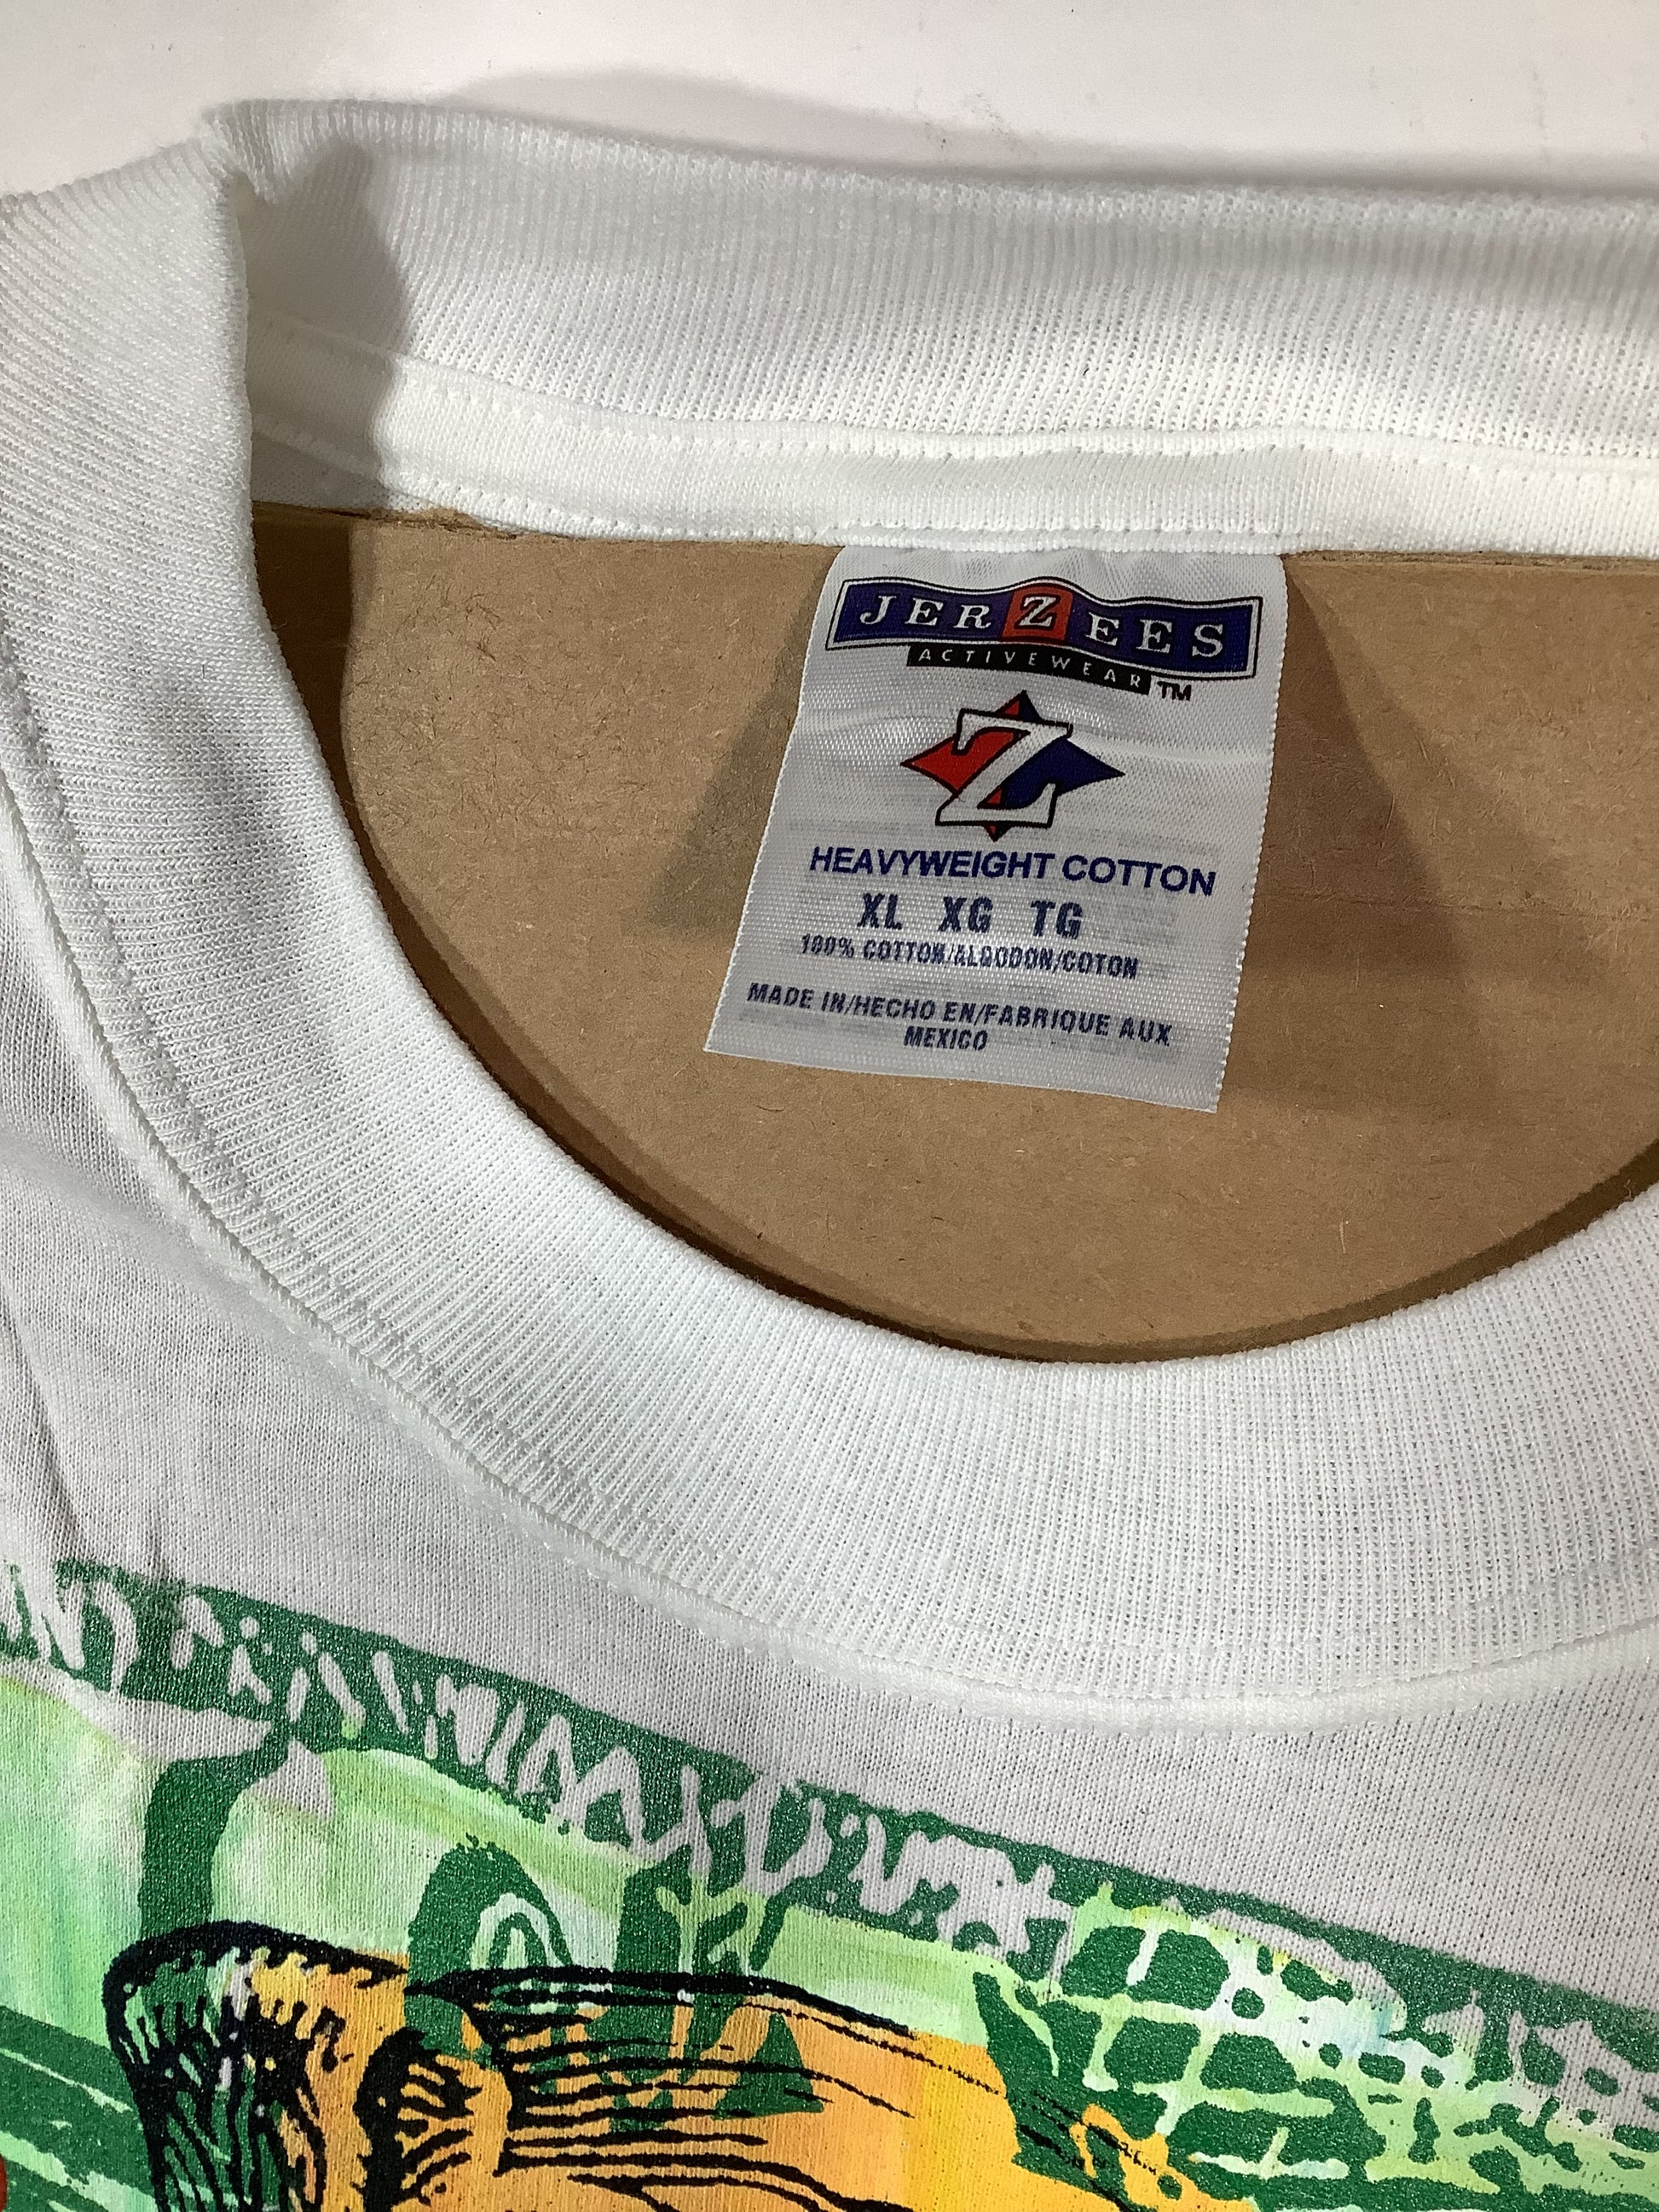 JERZEES
ACTIVEWEAR TM
Z
HEAVYWEIGHT COTTON
XL XG TG
100% COTTON/ALGODON/COTON
MADE IN/HECHO EN/FABRIQUE AUX
MEXICO